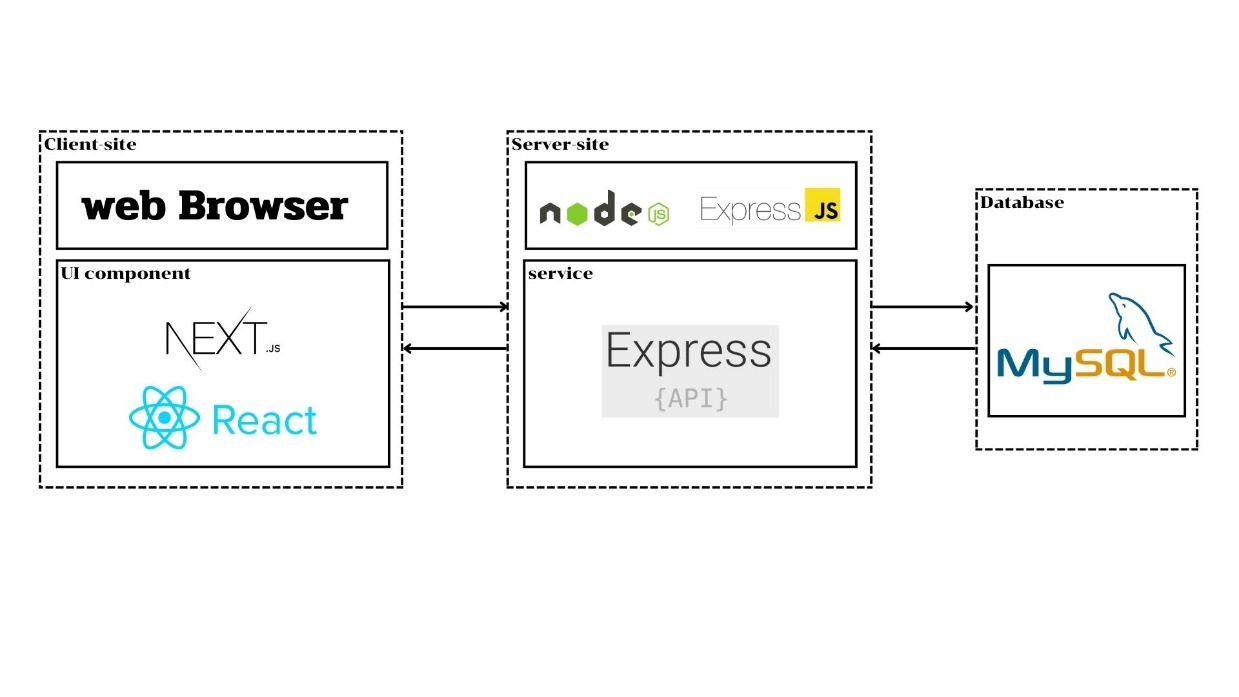 Client-site
web Browser
UI component
NEXT.JS
React
Server-site
node JS
Express JS
service
Express
{API}
Database
MySQL®